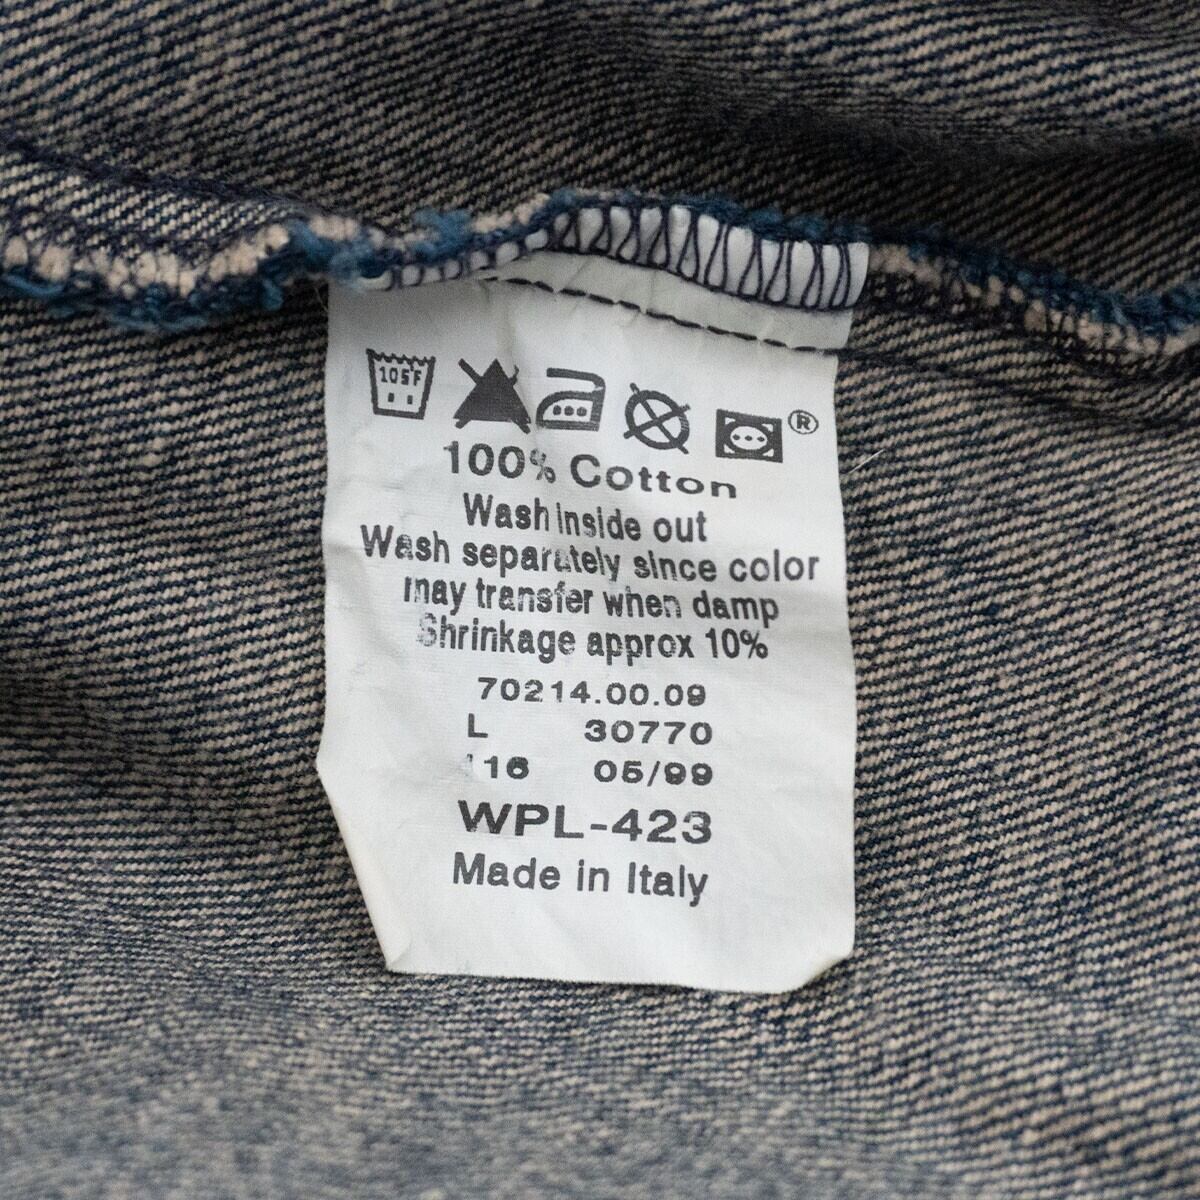 105F
®
100% Cotton
Wash inside out
Wash separately since color
may transfer when damp
Shrinkage approx 10%
70214.00.09
L 30770
116 05/99
WPL-423
Made in Italy